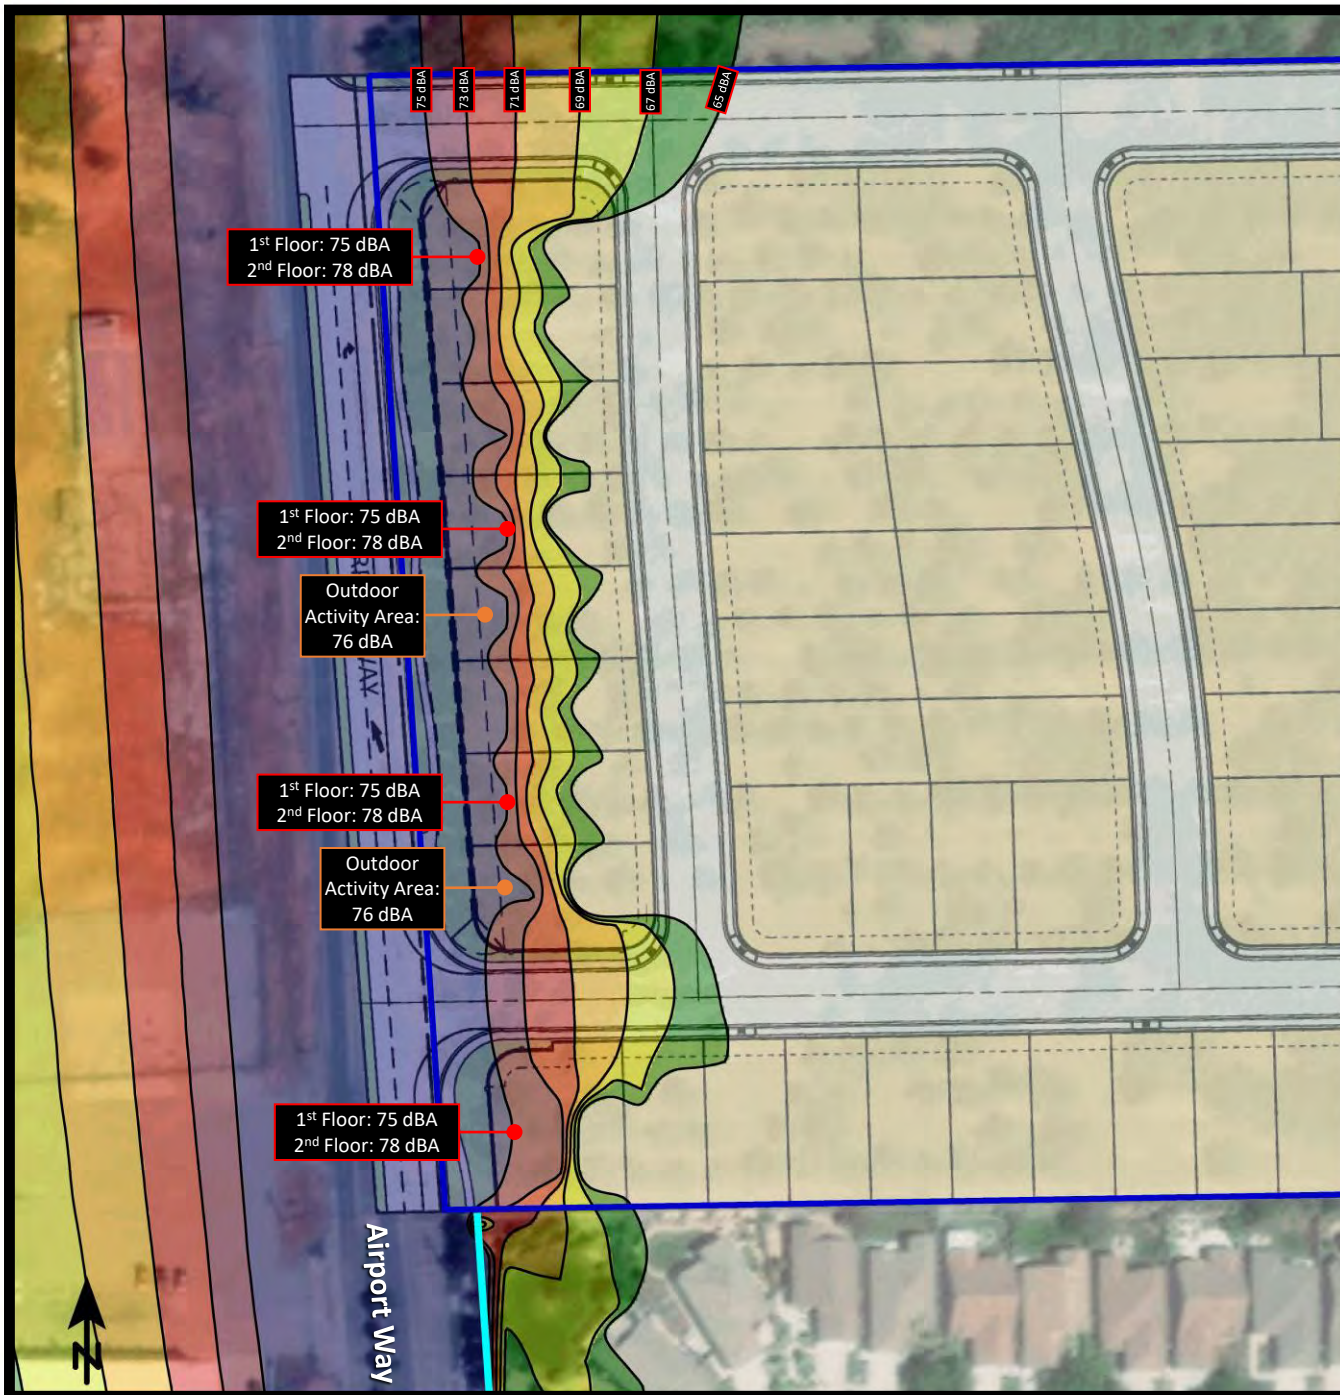 75 dBA
73 dBA
71 dBA
69 dBA
67 dBA
65 dBA
1st Floor: 75 dBA
2nd Floor: 78 dBA
1st Floor: 75 dBA
2nd Floor: 78 dBA
Outdoor
Activity Area:
76 dBA
WAY
1st Floor: 75 dBA
2nd Floor: 78 dBA
Outdoor
Activity Area:
76 dBA
1st Floor: 75 dBA
2nd Floor: 78 dBA
Airport Way
N